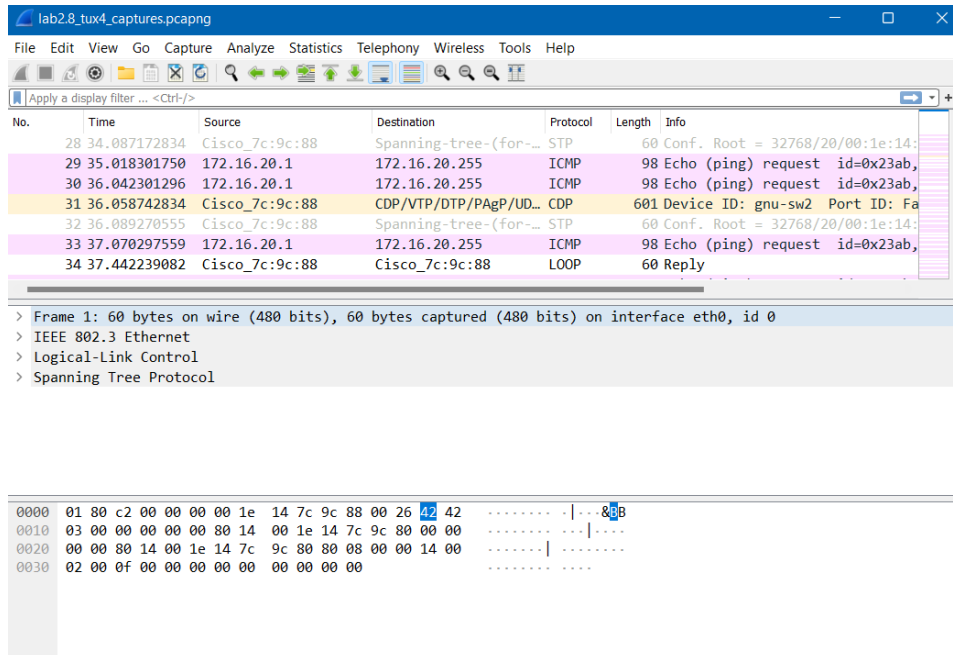 lab2.8_tux4_captures.pcapng
File Edit View Go Capture Analyze Statistics Telephony Wireless Tools Help
Apply a display filter ... <Ctrl-/>
No. Time Source Destination Protocol Length Info
28 34.087172834 Cisco_7c:9c:88 Spanning-tree-(for-… STP 60 Conf. Root = 32768/20/00:1e:14:
29 35.018301750 172.16.20.1 172.16.20.255 ICMP 98 Echo (ping) request id=0x23ab,
30 36.042301296 172.16.20.1 172.16.20.255 ICMP 98 Echo (ping) request id=0x23ab,
31 36.058742834 Cisco_7c:9c:88 CDP/VTP/DTP/PAgP/UD… CDP 601 Device ID: gnu-sw2 Port ID: Fa
32 36.089270555 Cisco_7c:9c:88 Spanning-tree-(for-… STP 60 Conf. Root = 32768/20/00:1e:14:
33 37.070297559 172.16.20.1 172.16.20.255 ICMP 98 Echo (ping) request id=0x23ab,
34 37.442239082 Cisco_7c:9c:88 Cisco_7c:9c:88 LOOP 60 Reply
> Frame 1: 60 bytes on wire (480 bits), 60 bytes captured (480 bits) on interface eth0, id 0
> IEEE 802.3 Ethernet
> Logical-Link Control
> Spanning Tree Protocol
0000 01 80 c2 00 00 00 00 1e 14 7c 9c 88 00 26 42 42 ········ ·|···&BB
0010 03 00 00 00 00 00 80 14 00 1e 14 7c 9c 80 00 00 ········ ···|····
0020 00 00 80 14 00 1e 14 7c 9c 80 80 08 00 00 14 00 ·······| ········
0030 02 00 0f 00 00 00 00 00 00 00 00 00 ········ ····